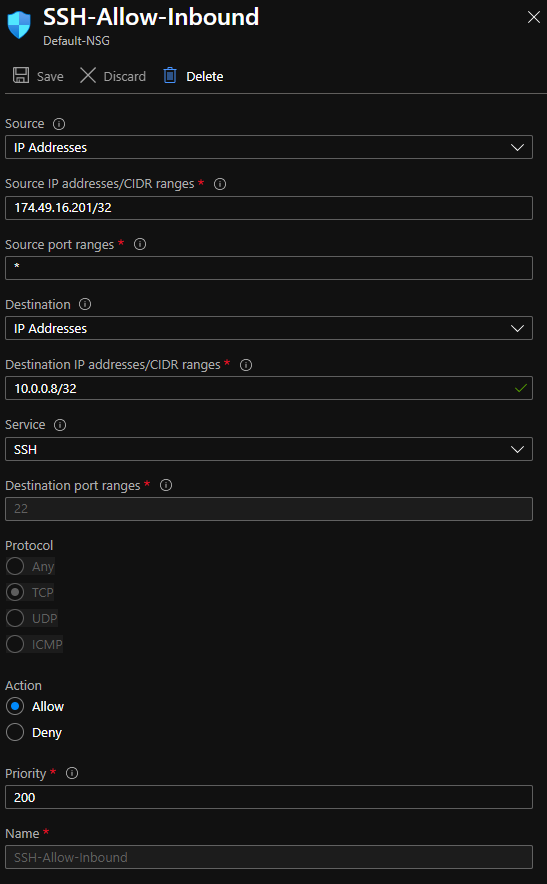 SSH-Allow-Inbound
Default-NSG
Save Discard Delete
Source
IP Addresses
Source IP addresses/CIDR ranges *
174.49.16.201/32
Source port ranges *
*
Destination
IP Addresses
Destination IP addresses/CIDR ranges *
10.0.0.8/32
Service
SSH
Destination port ranges *
22
Protocol
Any
TCP
UDP
ICMP
Action
Allow
Deny
Priority *
200
Name *
SSH-Allow-Inbound